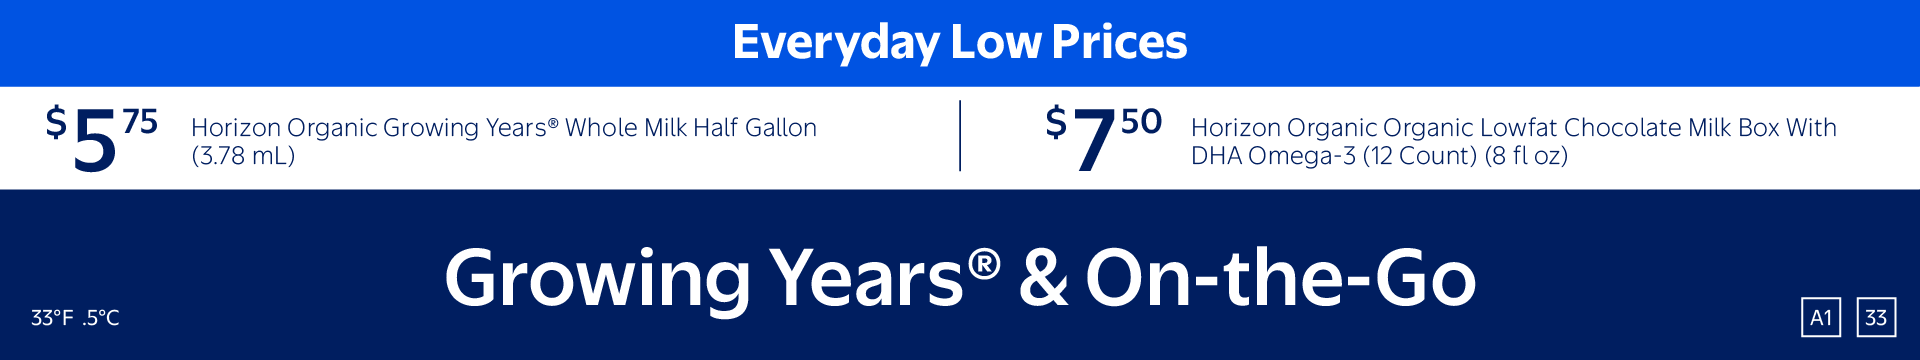 Everyday Low Prices
$5 75
Horizon Organic Growing Years® Whole Milk Half Gallon
(3.78 mL)
$7 50
Horizon Organic Organic Lowfat Chocolate Milk Box With
DHA Omega-3 (12 Count) (8 fl oz)
Growing Years® & On-the-Go
33°F .5°C
A1 33